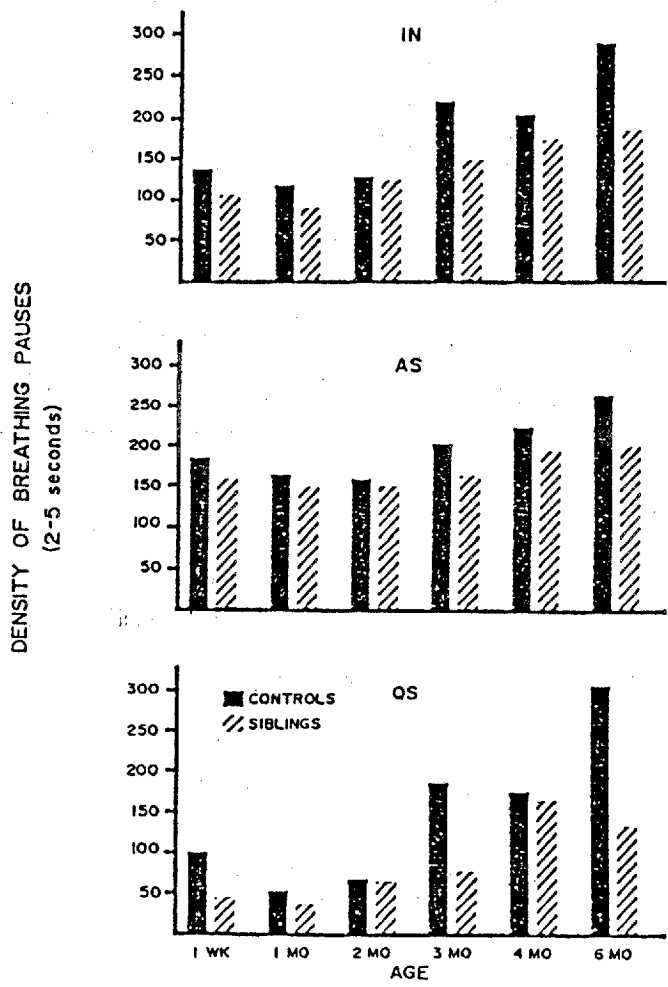 DENSITY OF BREATHING PAUSES
(2-5 seconds)
IN
300
250
200
150
100
50
AS
300
250
200
150
100
50
QS
CONTROLS
SIBLINGS
300
250
200
150
100
50
1 WK 1 MO 2 MO 3 MO 4 MO 6 MO
AGE